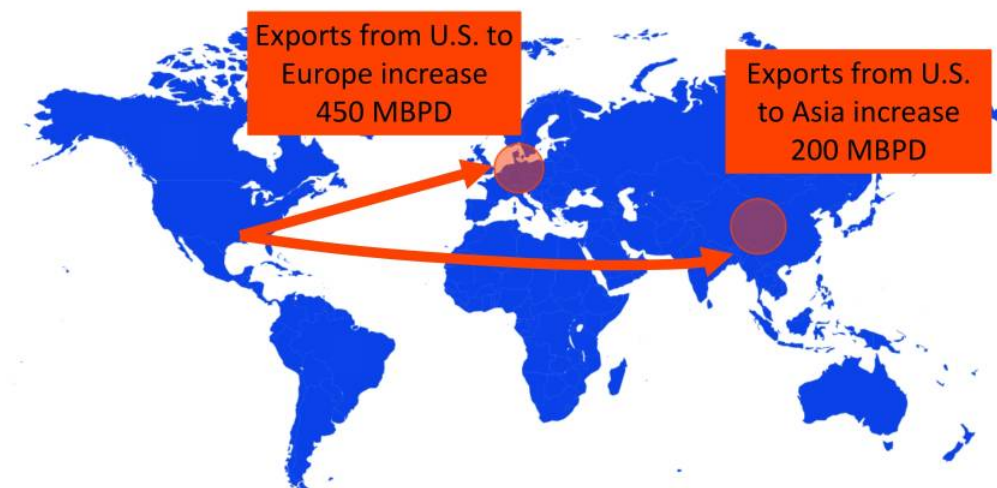 Exports from U.S. to
Europe increase
450 MBPD
Exports from U.S.
to Asia increase
200 MBPD